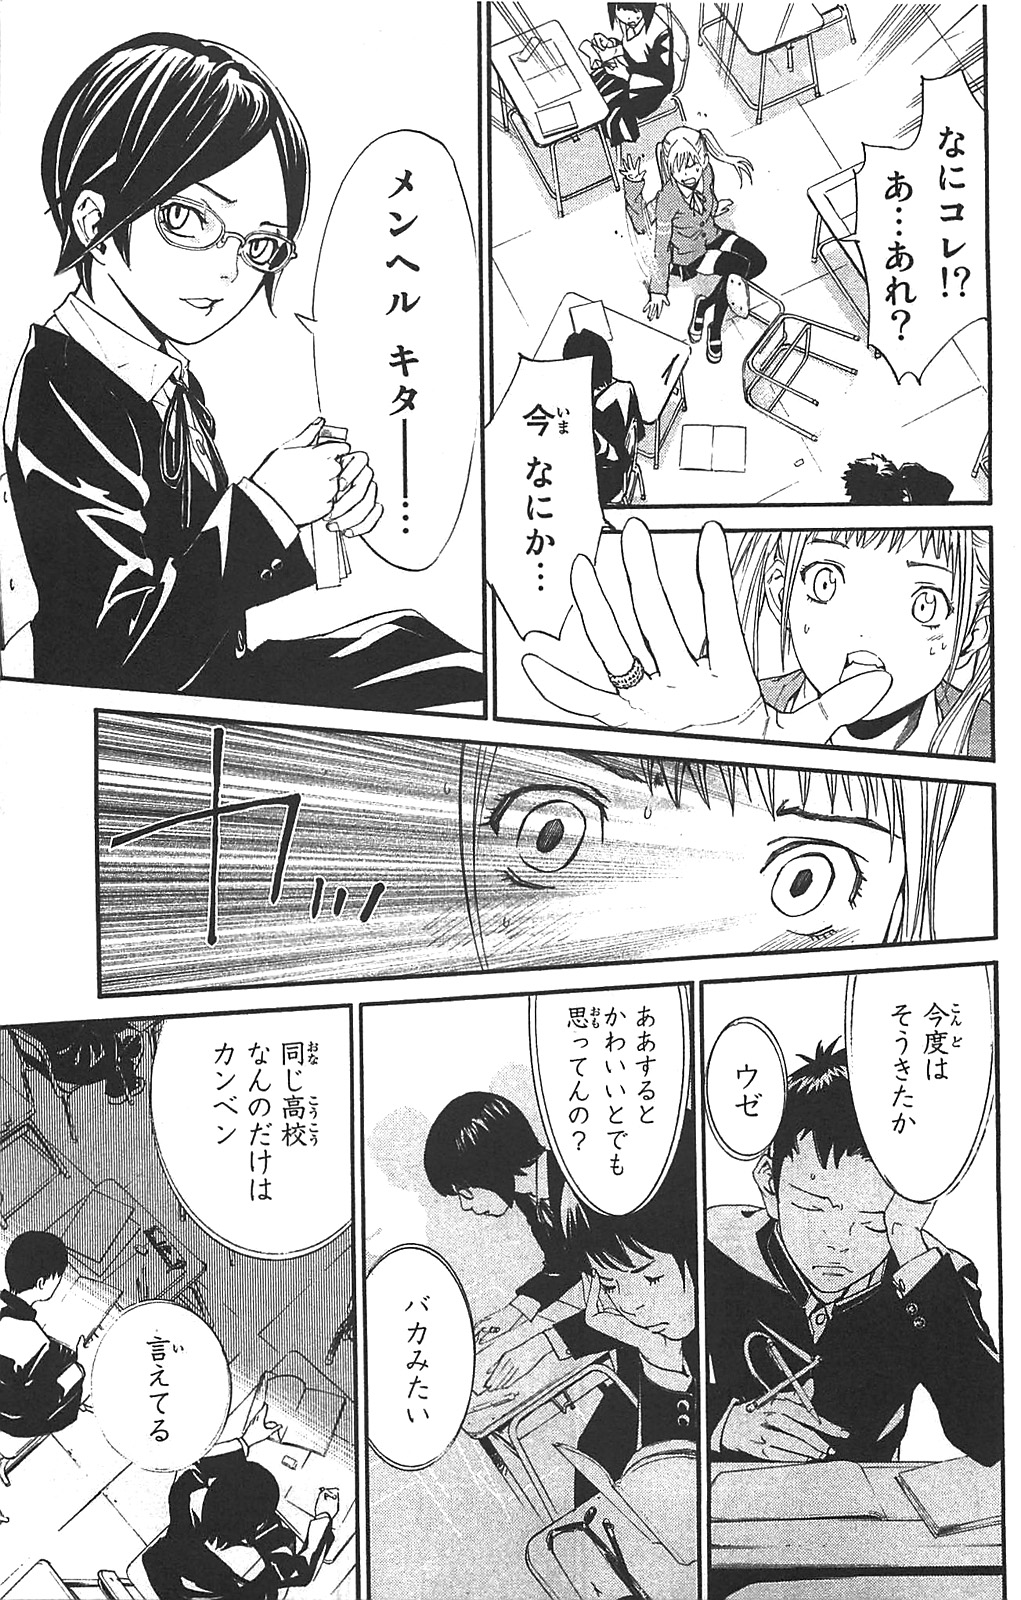 なにコレ!?
あ…あれ？
今なにか…
メンヘルキターー……
カッ
今度は
そうきたか
ウゼ
ああすると
かわいいとでも
思ってんの？
バカみたい
同じ高校
なんのだけは
カンベン
言えてる